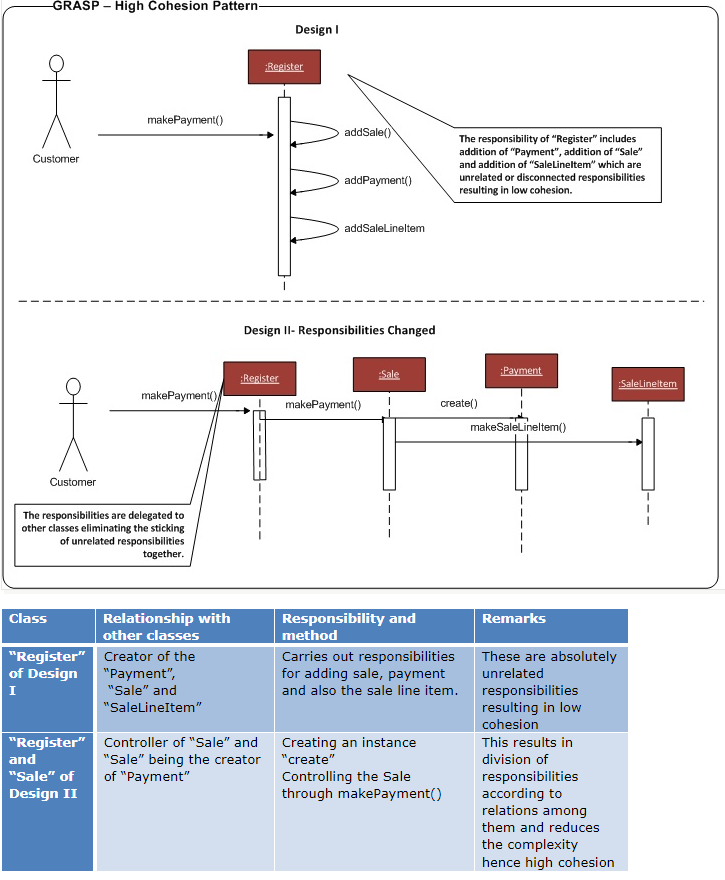 GRASP – High Cohesion Pattern
Design I
:Register
makePayment()
Customer
addSale()
addPayment()
addSaleLineItem
The responsibility of “Register” includes
addition of “Payment”, addition of “Sale”
and addition of “SaleLineItem” which are
unrelated or disconnected responsibilities
resulting in low cohesion.
Design II- Responsibilities Changed
:Register
:Sale
:Payment
:SaleLineItem
makePayment()
makePayment()
create()
makeSaleLineItem()
Customer
The responsibilities are delegated to
other classes eliminating the sticking
of unrelated responsibilities
together.
Class
Relationship with
other classes
Responsibility and
method
Remarks
“Register”
of Design
I
Creator of the
“Payment”,
“Sale” and
“SaleLineItem”
Carries out responsibilities
for adding sale, payment
and also the sale line item.
These are absolutely
unrelated
responsibilities
resulting in low
cohesion
“Register”
and
“Sale” of
Design II
Controller of “Sale” and
“Sale” being the creator
of “Payment”
Creating an instance
“create”
Controlling the Sale
through makePayment()
This results in
division of
responsibilities
according to
relations among
them and reduces
the complexity
hence high cohesion